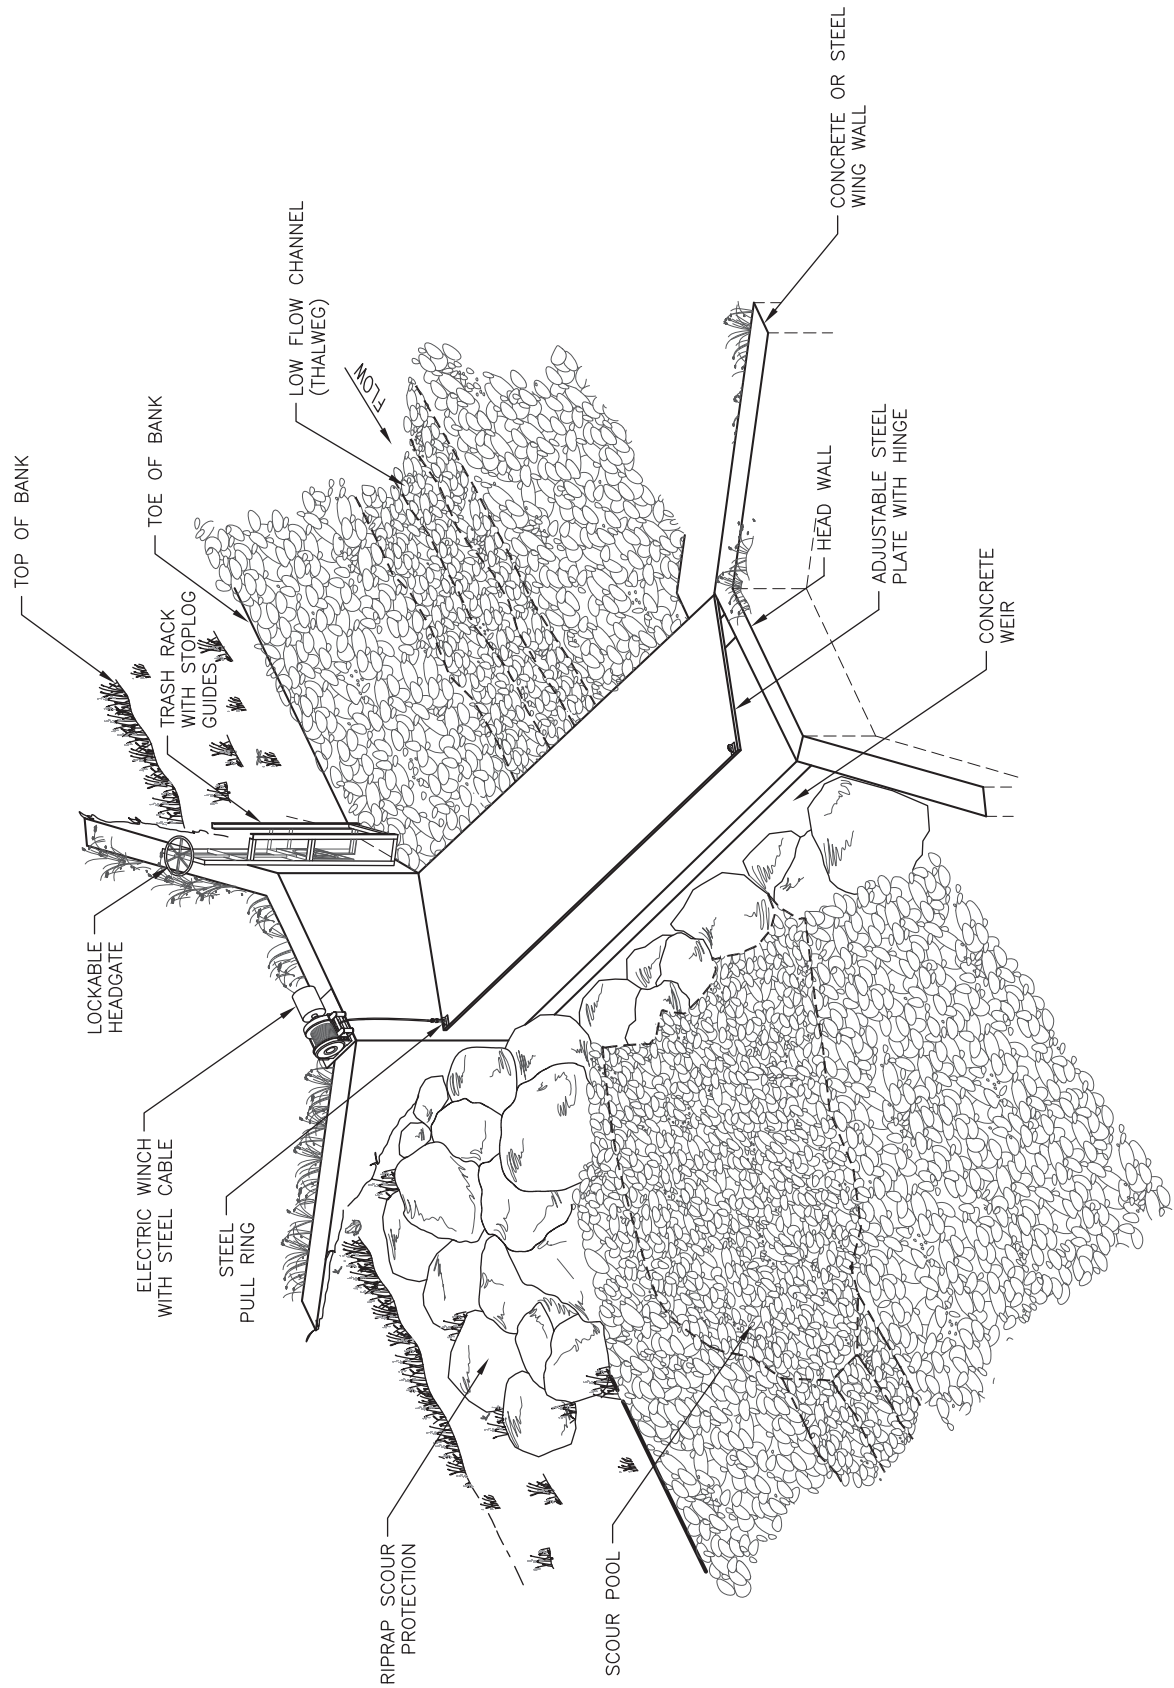 TOP OF BANK
TOE OF BANK
TRASH RACK
WITH STOPLOG
GUIDES
LOW FLOW CHANNEL
(THALWEG)
FLOW
CONCRETE OR STEEL
WING WALL
HEAD WALL
ADJUSTABLE STEEL
PLATE WITH HINGE
CONCRETE
WEIR
LOCKABLE
HEADGATE
ELECTRIC WINCH
WITH STEEL CABLE
STEEL
PULL RING
RIPRAP SCOUR
PROTECTION
SCOUR POOL